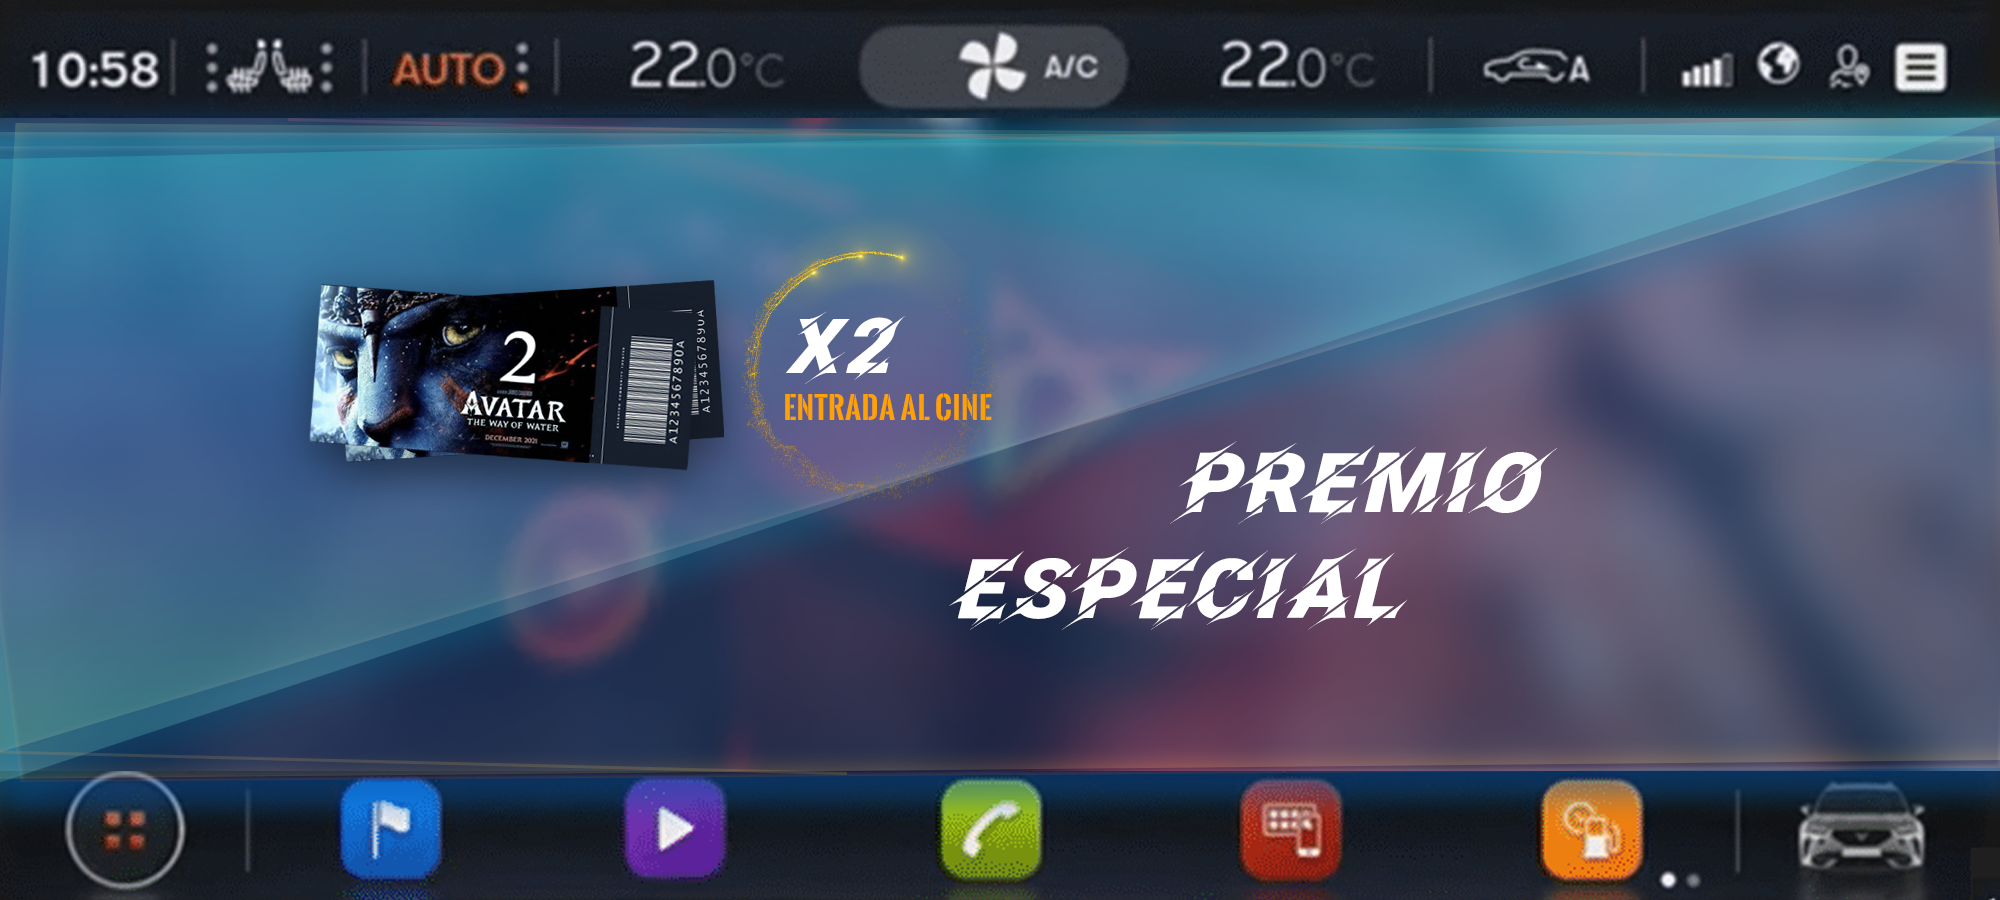 10:58
AUTO
22.0°C
A/C
22.0°C
A
2
AVATAR
THE WAY OF WATER
DECEMBER 2021
A1234567890A
A1234567890A
X2
ENTRADA AL CINE
PREMIO
ESPECIAL